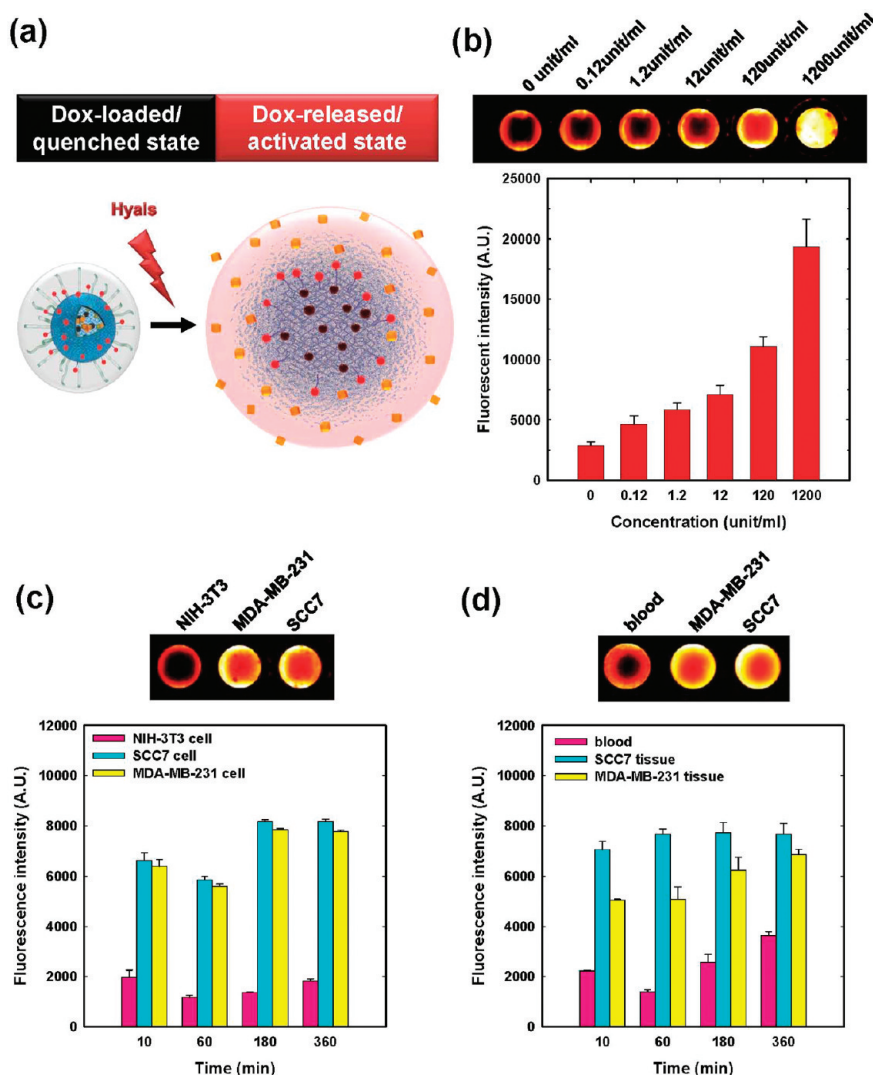 (a)
Dox-loaded/
quenched state
Dox-released/
activated state
Hyals
(b)
0 unit/ml
0.12unit/ml
1.2unit/ml
12unit/ml
120unit/ml
1200unit/ml
25000
20000
15000
10000
5000
0
Fluorescent intensity (A.U.)
0 0.12 1.2 12 120 1200
Concentration (unit/ml)
(c)
NIH-3T3
MDA-MB-231
SCC7
12000
10000
8000
6000
4000
2000
0
Fluorescence intensity (A.U.)
NIH-3T3 cell
SCC7 cell
MDA-MB-231 cell
10 60 180 360
Time (min)
(d)
blood
MDA-MB-231
SCC7
12000
10000
8000
6000
4000
2000
0
Fluorescence intensity (A.U.)
blood
SCC7 tissue
MDA-MB-231 tissue
10 60 180 360
Time (min)